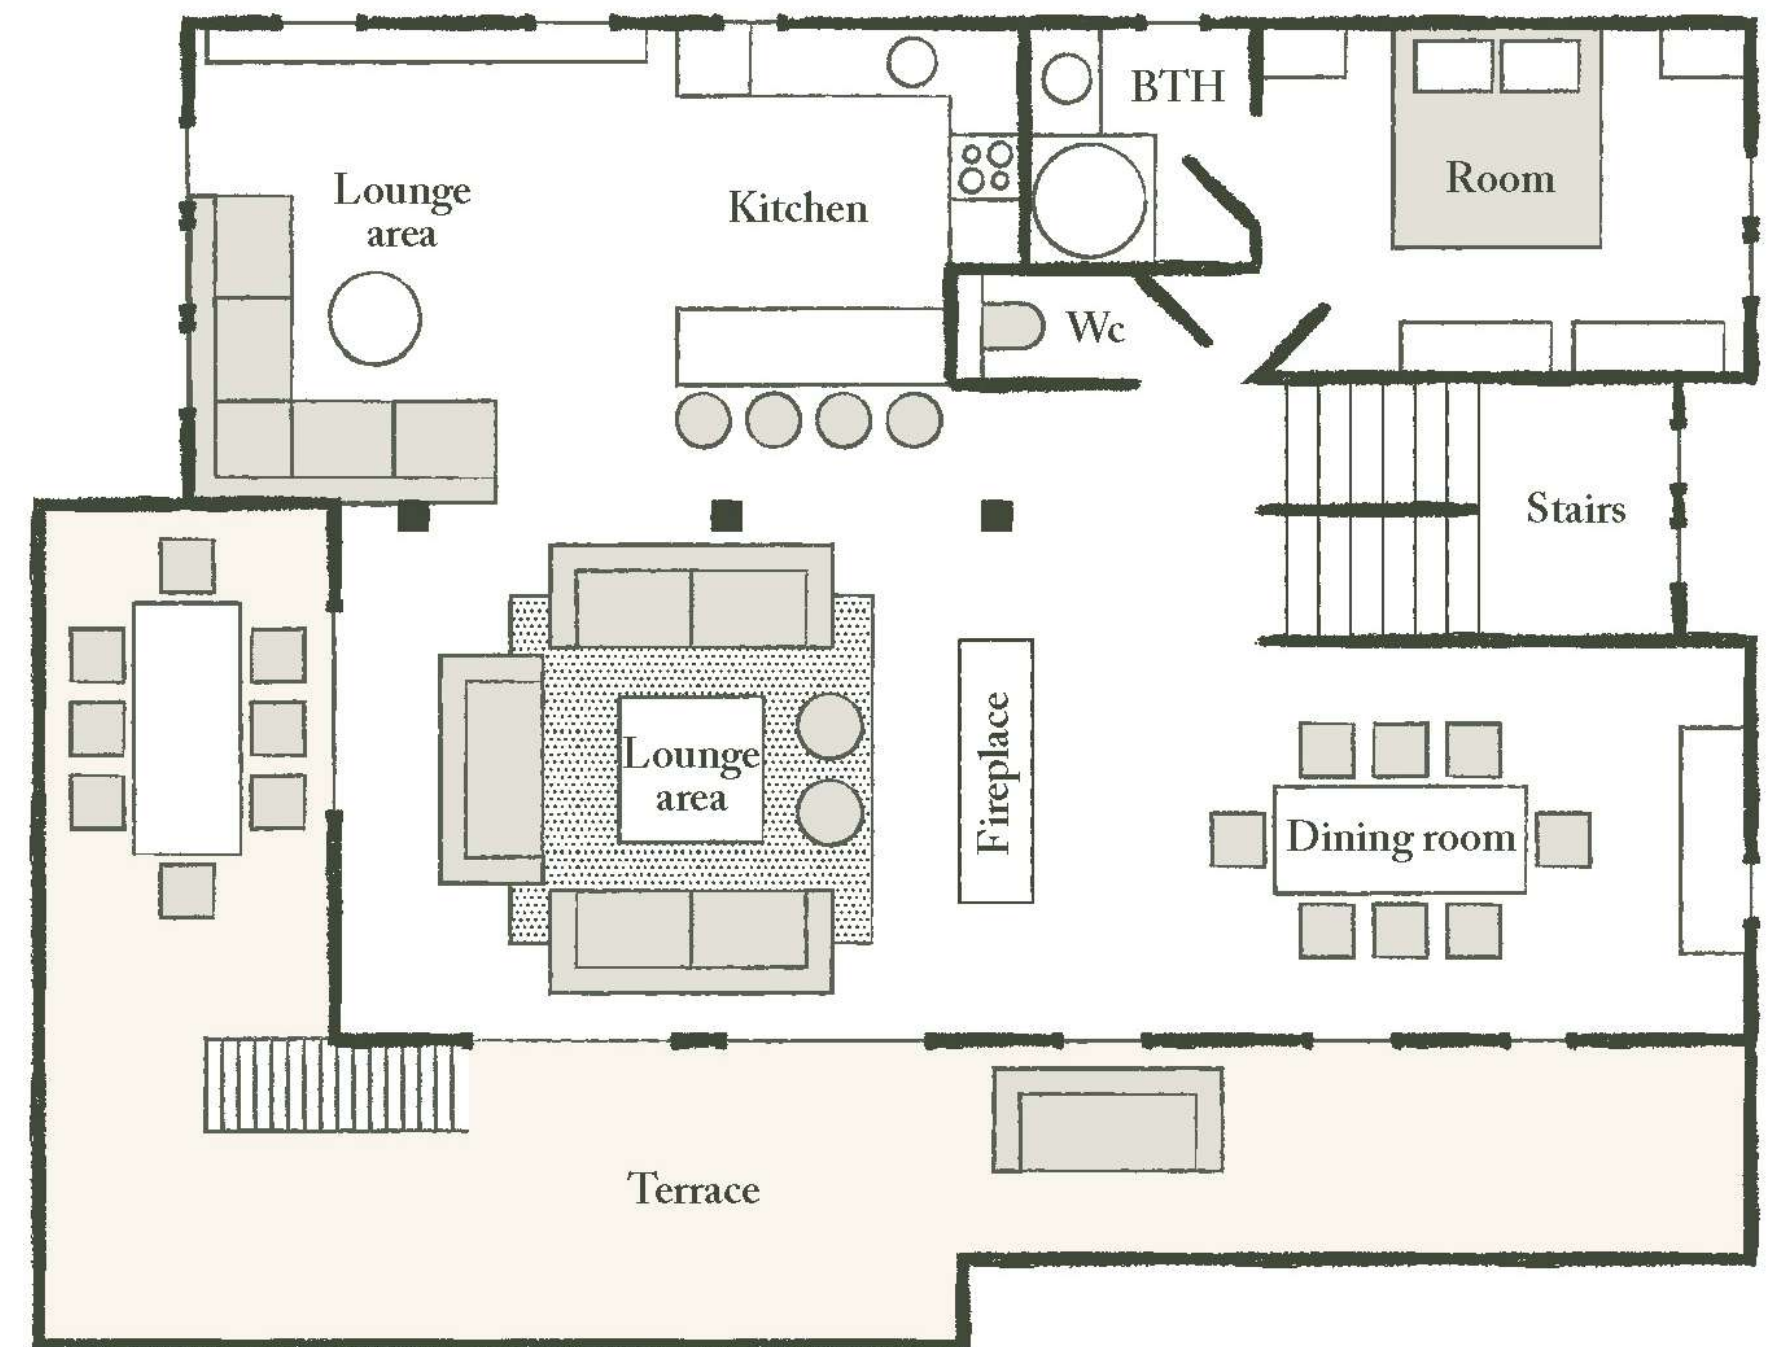 BTH
Room
Lounge
area
Kitchen
Wc
Stairs
Lounge
area
Fireplace
Dining room
Terrace